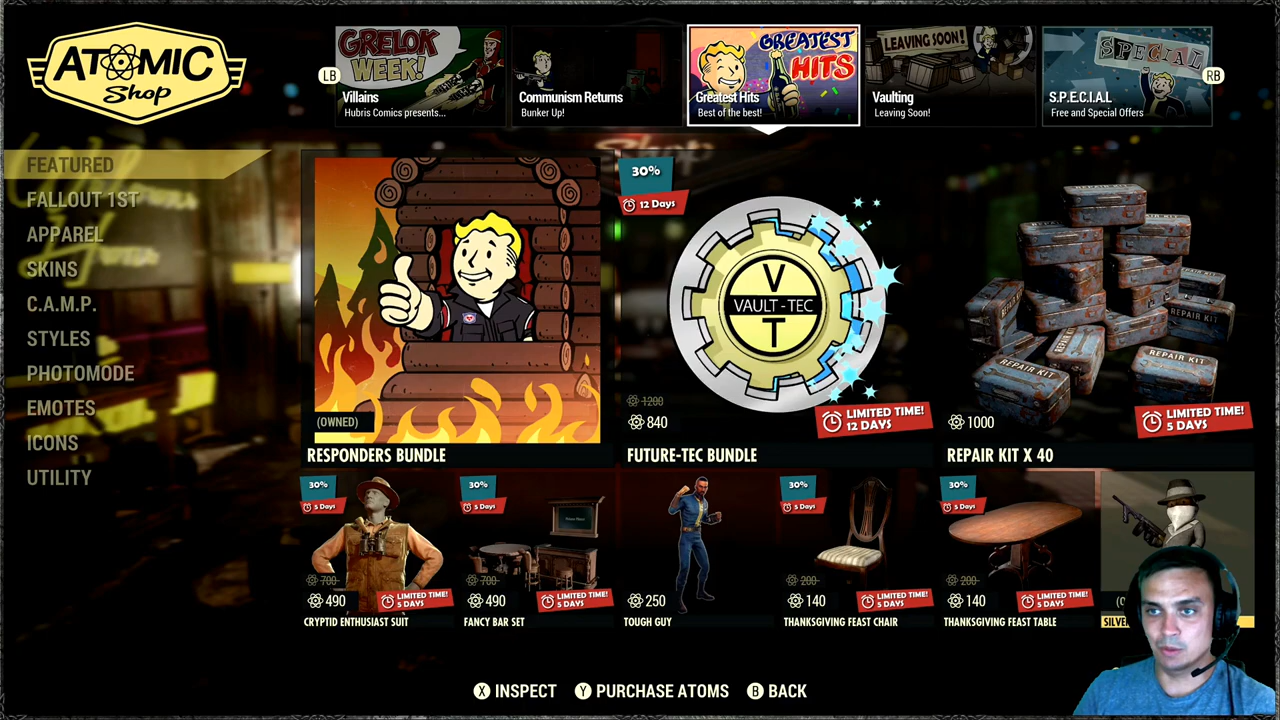 ATOMIC
Shop
LB
GRELOK
WEEK!
Villains
Hubris Comics presents...
Communism Returns
Bunker Up!
GREATEST
HITS
Greatest Hits
Best of the best!
LEAVING SOON!
Vaulting
Leaving Soon!
SPECIAL
S.P.E.C.I.A.L
Free and Special Offers
RB
FEATURED
FALLOUT 1ST
APPAREL
SKINS
C.A.M.P.
STYLES
PHOTOMODE
EMOTES
ICONS
UTILITY
(OWNED)
RESPONDERS BUNDLE
30%
12 Days
V
VAULT-TEC
T
1200
840
LIMITED TIME!
12 DAYS
FUTURE-TEC BUNDLE
REPAIR KIT
REPAIR KIT
REPAIR KIT
REPAIR KIT
1000
LIMITED TIME!
5 DAYS
REPAIR KIT X 40
30%
5 Days
700
490
LIMITED TIME!
5 DAYS
CRYPTID ENTHUSIAST SUIT
30%
5 Days
700
490
LIMITED TIME!
5 DAYS
FANCY BAR SET
250
TOUGH GUY
30%
5 Days
200
140
LIMITED TIME!
5 DAYS
THANKSGIVING FEAST CHAIR
30%
5 Days
200
140
LIMITED TIME!
5 DAYS
THANKSGIVING FEAST TABLE
SILVE
X INSPECT
Y PURCHASE ATOMS
B BACK